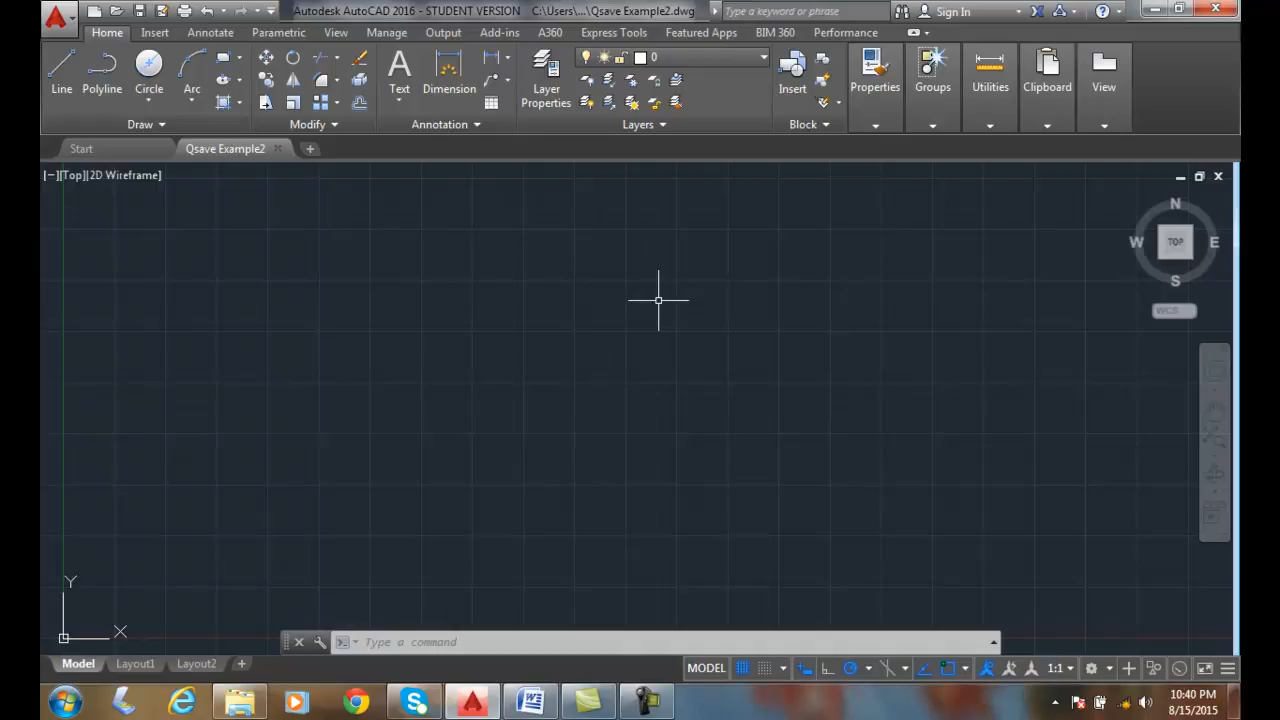 Autodesk AutoCAD 2016 - STUDENT VERSION C:\Users\...\Qsave Example2.dwg
Type a keyword or phrase
Sign In
Home Insert Annotate Parametric View Manage Output Add-ins A360 Express Tools Featured Apps BIM 360 Performance
0
Line Polyline Circle Arc
Text Dimension
Layer Properties
Insert
Properties Groups Utilities Clipboard View
Draw Modify Annotation Layers Block
Start Qsave Example2
[−][Top][2D Wireframe]
N
W TOP E
S
WCS
Y
X
Type a command
Model Layout1 Layout2
MODEL 1:1
10:40 PM
8/15/2015